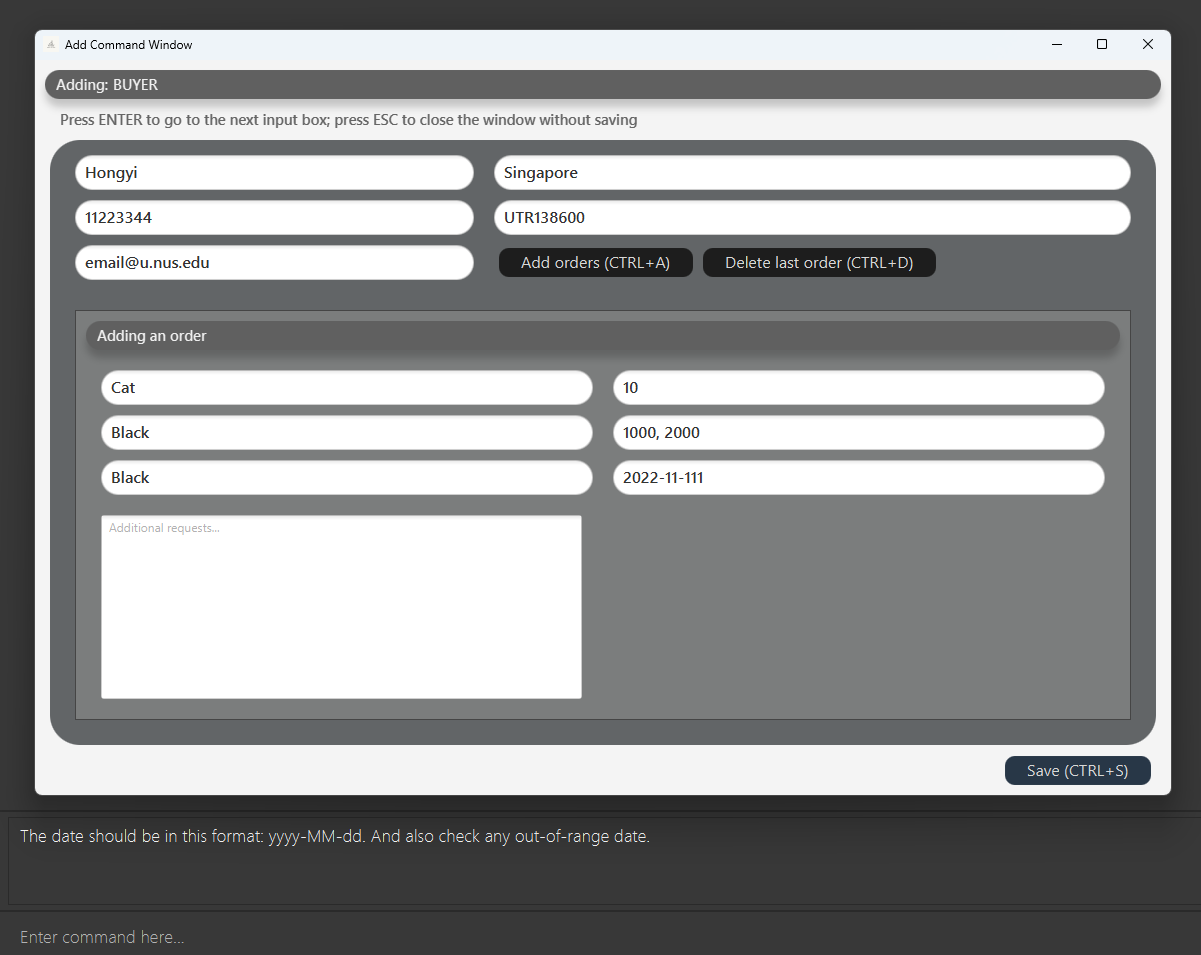 Add Command Window
Adding: BUYER
Press ENTER to go to the next input box; press ESC to close the window without saving
Hongyi
Singapore
11223344
UTR138600
email@u.nus.edu
Add orders (CTRL+A)
Delete last order (CTRL+D)
Adding an order
Cat
10
Black
1000, 2000
Black
2022-11-111
Additional requests...
Save (CTRL+S)
The date should be in this format: yyyy-MM-dd. And also check any out-of-range date.
Enter command here...